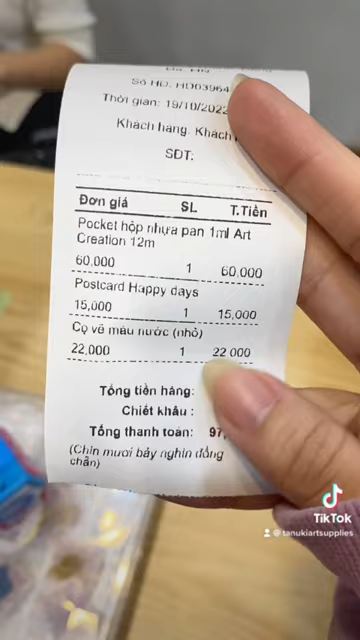 Số HD: HD03964
Thời gian: 19/10/2022
Khách hàng: Khách
SĐT:
Đơn giá SL T.Tiền
Pocket hộp nhựa pan 1ml Art
Creation 12m
60,000 1 60,000
Postcard Happy days
15,000 1 15,000
Cọ vẽ màu nước (nhỏ)
22,000 1 22 000
Tổng tiền hàng:
Chiết khấu :
Tổng thanh toán: 97,
(Chín mươi bảy nghìn đồng
chẵn)
TikTok
@tanukiartsupplies